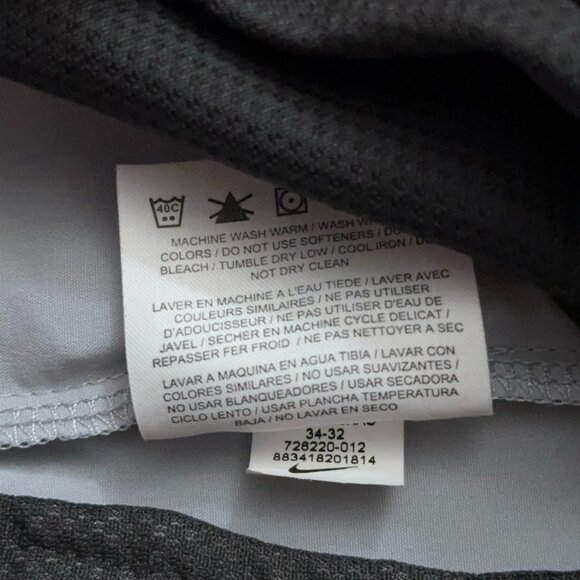 40C
MACHINE WASH WARM / WASH
COLORS / DO NOT USE SOFTENERS /
BLEACH / TUMBLE DRY LOW / COOL IRON /
NOT DRY CLEAN
LAVER EN MACHINE A L'EAU TIEDE / LAVER AVEC
COULEURS SIMILAIRES / NE PAS UTILISER
D'ADOUCISSEUR / NE PAS UTILISER D'EAU DE
JAVEL / SECHER EN MACHINE CYCLE DELICAT /
REPASSER FER FROID / NE PAS NETTOYER A SEC
LAVAR A MAQUINA EN AGUA TIBIA / LAVAR CON
COLORES SIMILARES / NO USAR SUAVIZANTES /
NO USAR BLANQUEADORES / USAR SECADORA
CICLO LENTO / USAR PLANCHA TEMPERATURA
BAJA / NO LAVAR EN SECO
34-32
726220-012
883418201814